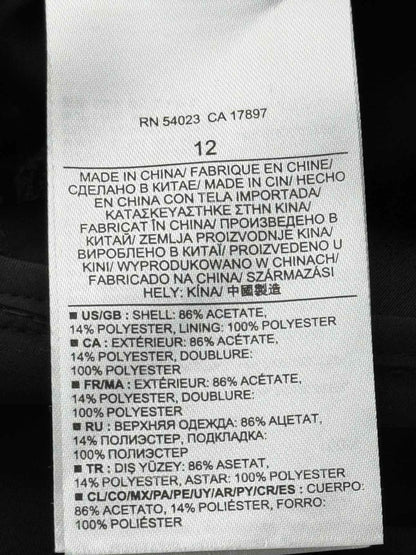 RN 54023 CA 17897
12
MADE IN CHINA/ FABRIQUE EN CHINE/
СДЕЛАНО В КИТАЕ/ MADE IN CIN/ HECHO
EN CHINA CON TELA IMPORTADA/
ΚΑΤΑΣΚΕΥΑΣΤΗΚΕ ΣΤΗΝ ΚΙΝΑ/
FABRICAT ÎN CHINA/ ПРОИЗВЕДЕНО В
КИТАЙ/ ZEMLJA PROIZVODNJE KINA/
ВИРОБЛЕНО В КИТАЇ/ PROIZVEDENO U
KINI/ WYPRODUKOWANO W CHINACH/
FABRICADO NA CHINA/ SZÁRMAZÁSI
HELY: KÍNA/ 中國製造
■ US/GB : SHELL: 86% ACETATE,
14% POLYESTER, LINING: 100% POLYESTER
■ CA : EXTÉRIEUR: 86% ACÉTATE,
14% POLYESTER, DOUBLURE:
100% POLYESTER
■ FR/MA : EXTÉRIEUR: 86% ACÉTATE,
14% POLYESTER, DOUBLURE:
100% POLYESTER
■ RU : ВЕРХНЯЯ ОДЕЖДА: 86% АЦЕТАТ,
14% ПОЛИЭСТЕР, ПОДКЛАДКА:
100% ПОЛИЭСТЕР
■ TR : DIŞ YÜZEY: 86% ASETAT,
14% POLYESTER, ASTAR: 100% POLYESTER
■ CL/CO/MX/PA/PE/UY/AR/PY/CR/ES : CUERPO:
86% ACETATO, 14% POLIÉSTER, FORRO:
100% POLIÉSTER